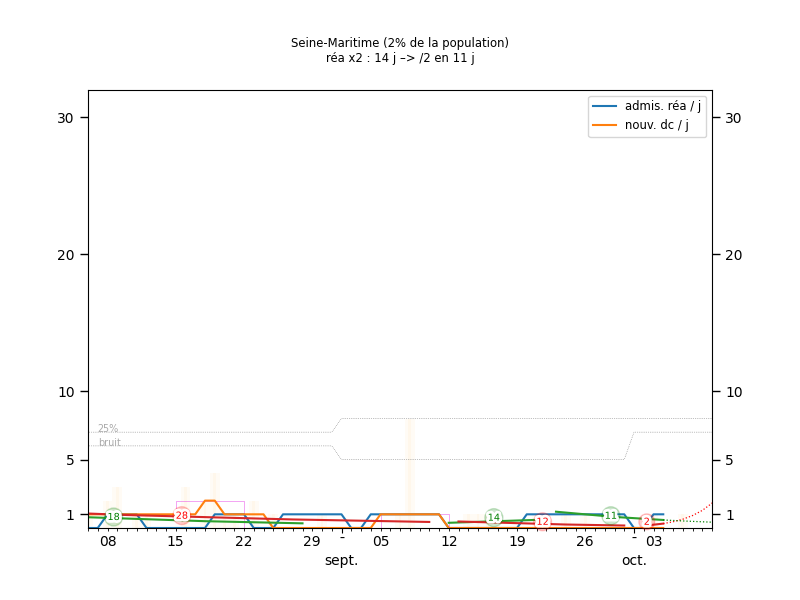 Seine-Maritime (2% de la population)
réa x2 : 14 j –> /2 en 11 j
admis. réa / j
nouv. dc / j
30 30
20 20
10 10
25%
bruit
5 5
1 1
18 28 14 12 11 2
08 15 22 29 - 05 12 19 26 - 03
sept. oct.